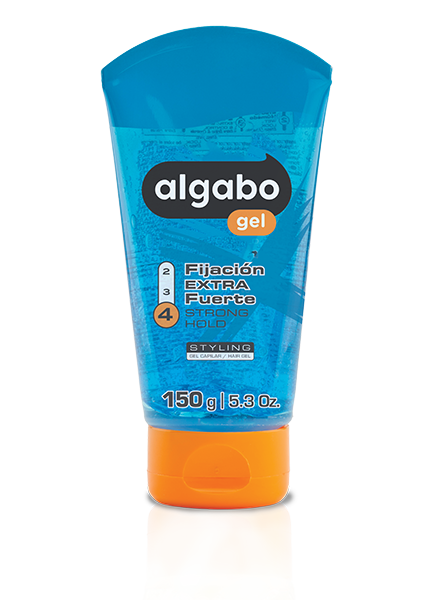 algabo
gel
2
3
4
Fijación
EXTRA
Fuerte
STRONG
HOLD
STYLING
GEL CAPILAR / HAIR GEL
150 g | 5.3 Oz.